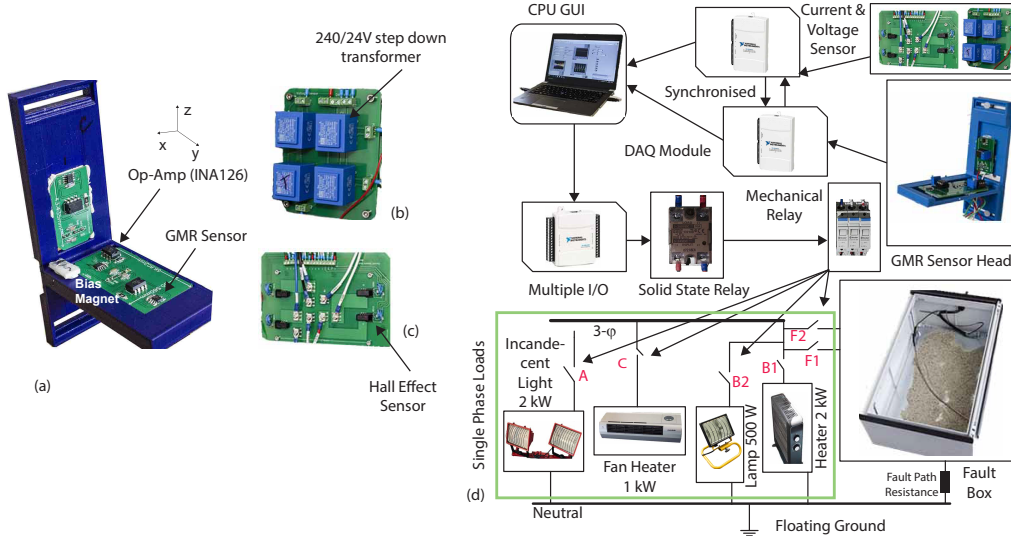 240/24V step down
transformer
z
x
y
Op-Amp (INA126)
GMR Sensor
Bias
Magnet
(a)
(b)
(c)
Hall Effect
Sensor
CPU GUI
Current &
Voltage
Sensor
Synchronised
DAQ Module
Mechanical
Relay
GMR Sensor Head
Multiple I/O
Solid State Relay
3-φ
F2
F1
Incande-
cent
Light
2 kW
A
C
B2
B1
Single Phase Loads
Fan Heater
1 kW
Lamp 500 W
Heater 2 kW
(d)
Neutral
Floating Ground
Fault Path
Resistance
Fault
Box